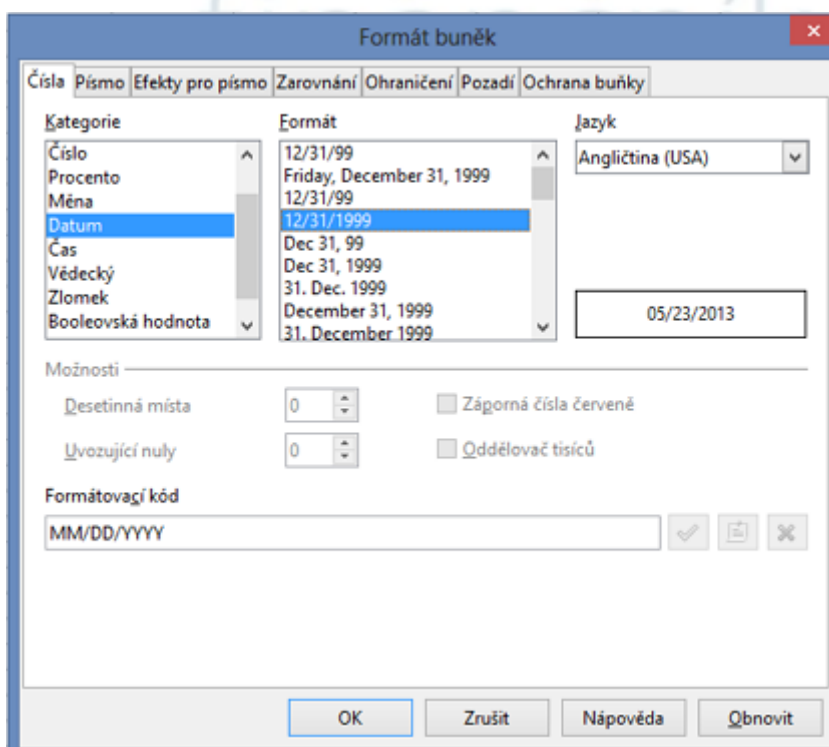 Formát buněk
Čísla Písmo Efekty pro písmo Zarovnání Ohraničení Pozadí Ochrana buňky
Kategorie
Číslo
Procento
Měna
Datum
Čas
Vědecký
Zlomek
Booleovská hodnota
Formát
12/31/99
Friday, December 31, 1999
12/31/99
12/31/1999
Dec 31, 99
Dec 31, 1999
31. Dec. 1999
December 31, 1999
31. December 1999
Jazyk
Angličtina (USA)
05/23/2013
Možnosti
Desetinná místa 0
Záporná čísla červeně
Uvozující nuly 0
Oddělovač tisíců
Formátovací kód
MM/DD/YYYY
OK Zrušit Nápověda Obnovit